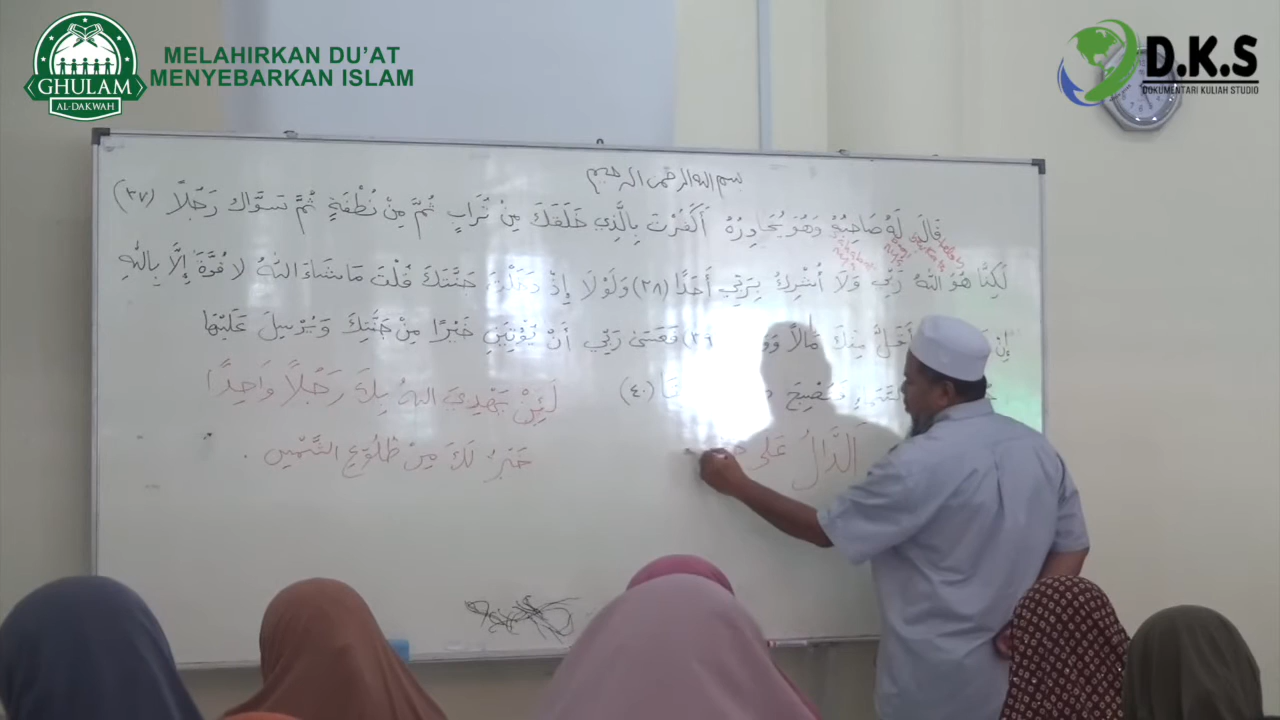 GHULAM
AL-DAKWAH
MELAHIRKAN DU'AT
MENYEBARKAN ISLAM
D.K.S
DOKUMENTARI KULIAH STUDIO
بسم الله الرحمن الرحيم
قَالَ لَهُ صَاحِبُهُ وَهُوَ يُحَاوِرُهُ أَكَفَرْتَ بِالَّذِي خَلَقَكَ مِنْ تُرَابٍ ثُمَّ مِنْ نُطْفَةٍ ثُمَّ سَوَّاكَ رَجُلًا (٣٧)
لَكِنَّا هُوَ اللَّهُ رَبِّي وَلَا أُشْرِكُ بِرَبِّي أَحَدًا (٣٨) وَلَوْلَا إِذْ دَخَلْتَ جَنَّتَكَ قُلْتَ مَا شَاءَ اللَّهُ لَا قُوَّةَ إِلَّا بِاللَّهِ
إِنْ أَقَلَّ مِنْكَ مَالًا فَعَسَى رَبِّي أَنْ يُؤْتِيَنِ خَيْرًا مِنْ جَنَّتِكَ وَيُرْسِلَ عَلَيْهَا
فَتُصْبِحَ (٤٠)
لَئِنْ يَهْدِيَ اللهُ بِكَ رَجُلًا وَاحِدًا
الدَّالُ عَلَى
خَيْرٌ لَكَ مِنْ طُلُوعِ الشَّمْسِ .